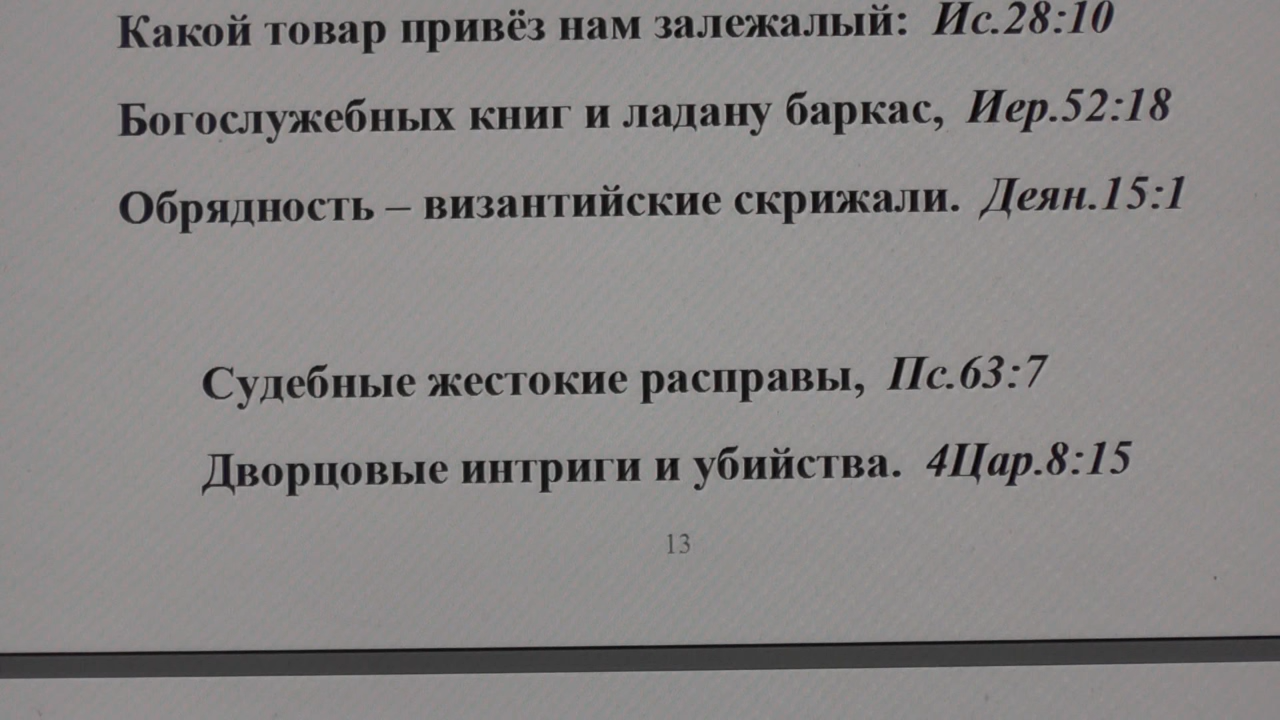 Какой товар привёз нам залежалый: Ис.28:10
Богослужебных книг и ладану баркас, Иер.52:18
Обрядность – византийские скрижали. Деян.15:1
Судебные жестокие расправы, Пс.63:7
Дворцовые интриги и убийства. 4Цар.8:15
13